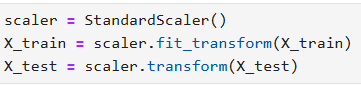 scaler = StandardScaler()
X_train = scaler.fit_transform(X_train)
X_test = scaler.transform(X_test)